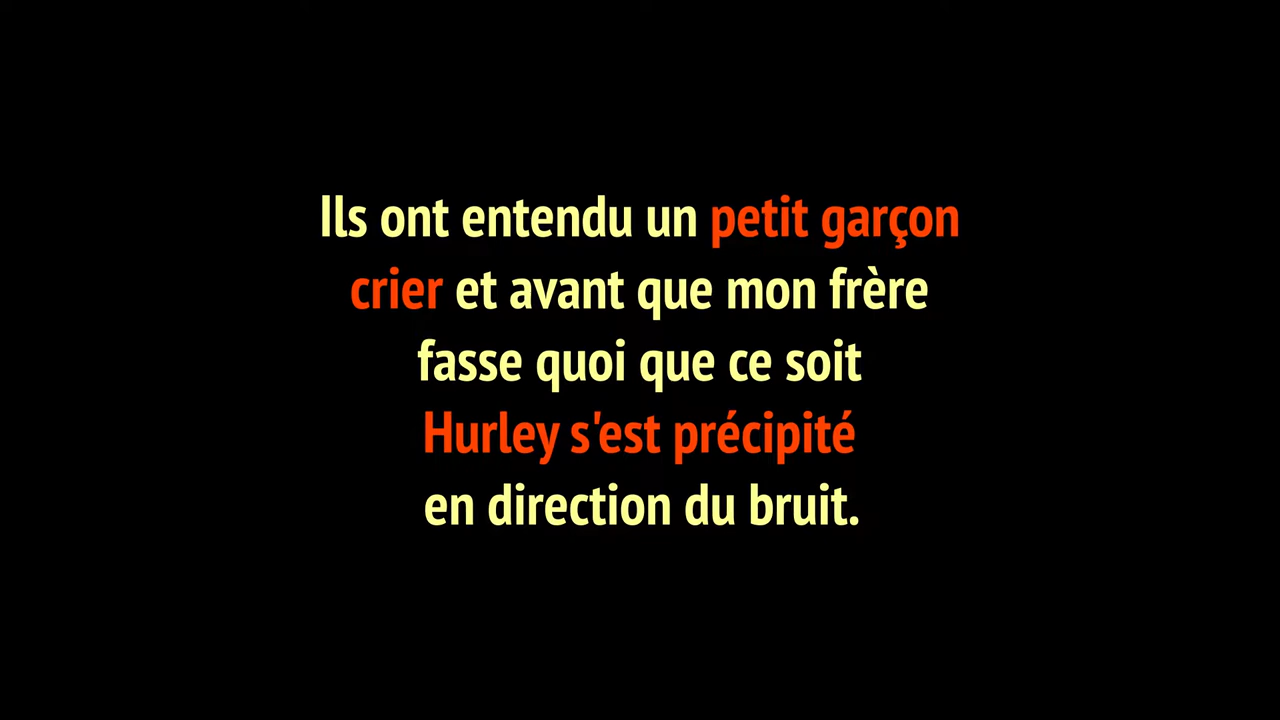 Ils ont entendu un petit garçon
crier et avant que mon frère
fasse quoi que ce soit
Hurley s'est précipité
en direction du bruit.